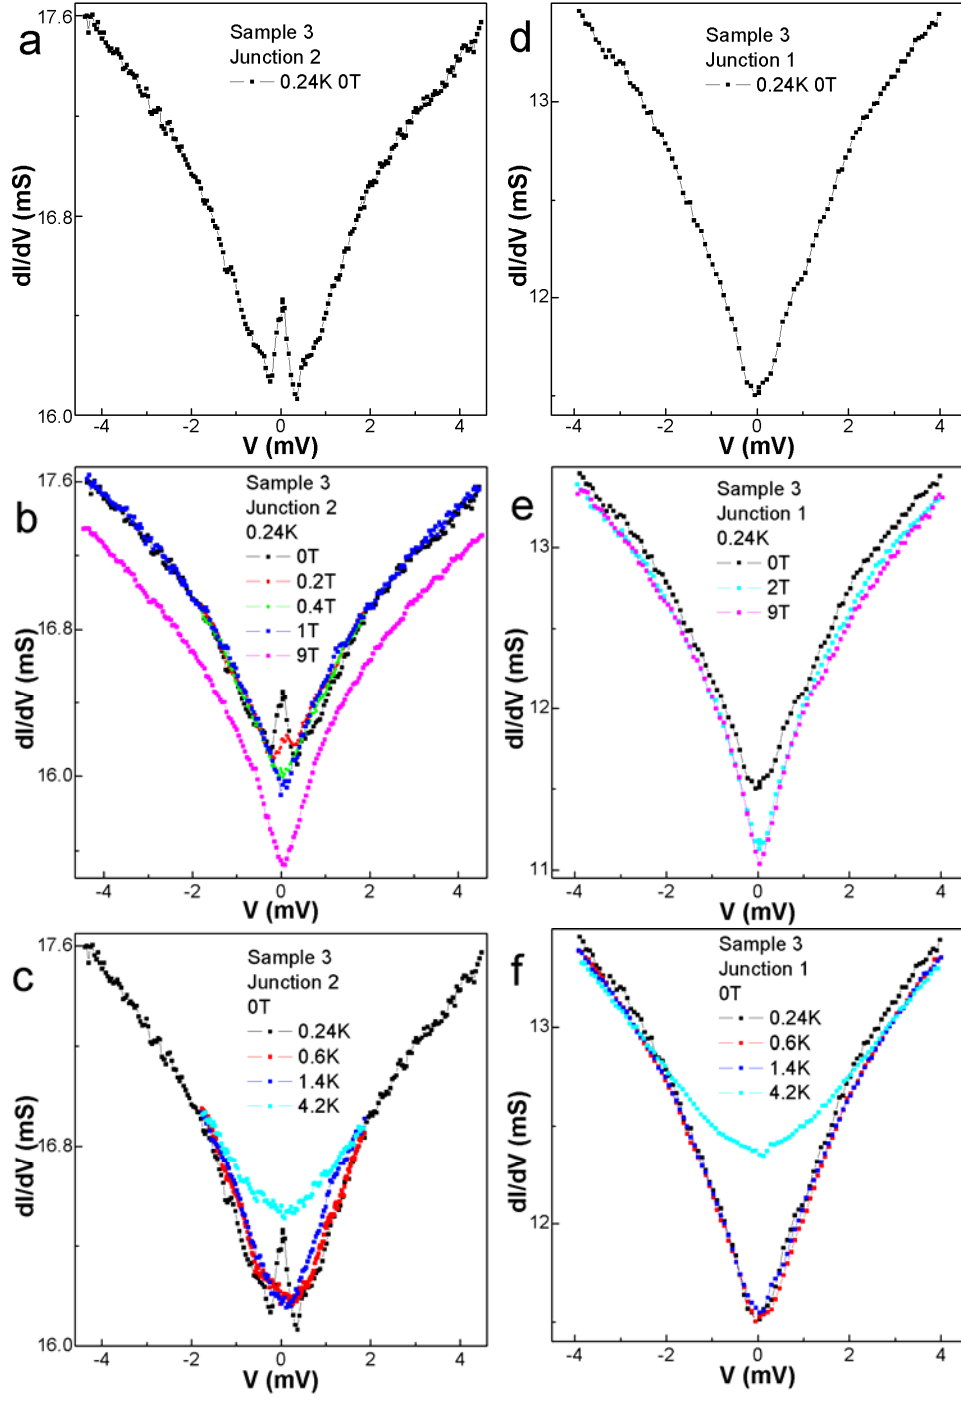 a
Sample 3
Junction 2
0.24K 0T
17.6
16.8
16.0
dI/dV (mS)
-4 -2 0 2 4
V (mV)
d
Sample 3
Junction 1
0.24K 0T
13
12
dI/dV (mS)
-4 -2 0 2 4
V (mV)
b
Sample 3
Junction 2
0.24K
0T
0.2T
0.4T
1T
9T
17.6
16.8
16.0
dI/dV (mS)
-4 -2 0 2 4
V (mV)
e
Sample 3
Junction 1
0.24K
0T
2T
9T
13
12
11
dI/dV (mS)
-4 -2 0 2 4
V (mV)
c
Sample 3
Junction 2
0T
0.24K
0.6K
1.4K
4.2K
17.6
16.8
16.0
dI/dV (mS)
-4 -2 0 2 4
V (mV)
f
Sample 3
Junction 1
0T
0.24K
0.6K
1.4K
4.2K
13
12
dI/dV (mS)
-4 -2 0 2 4
V (mV)